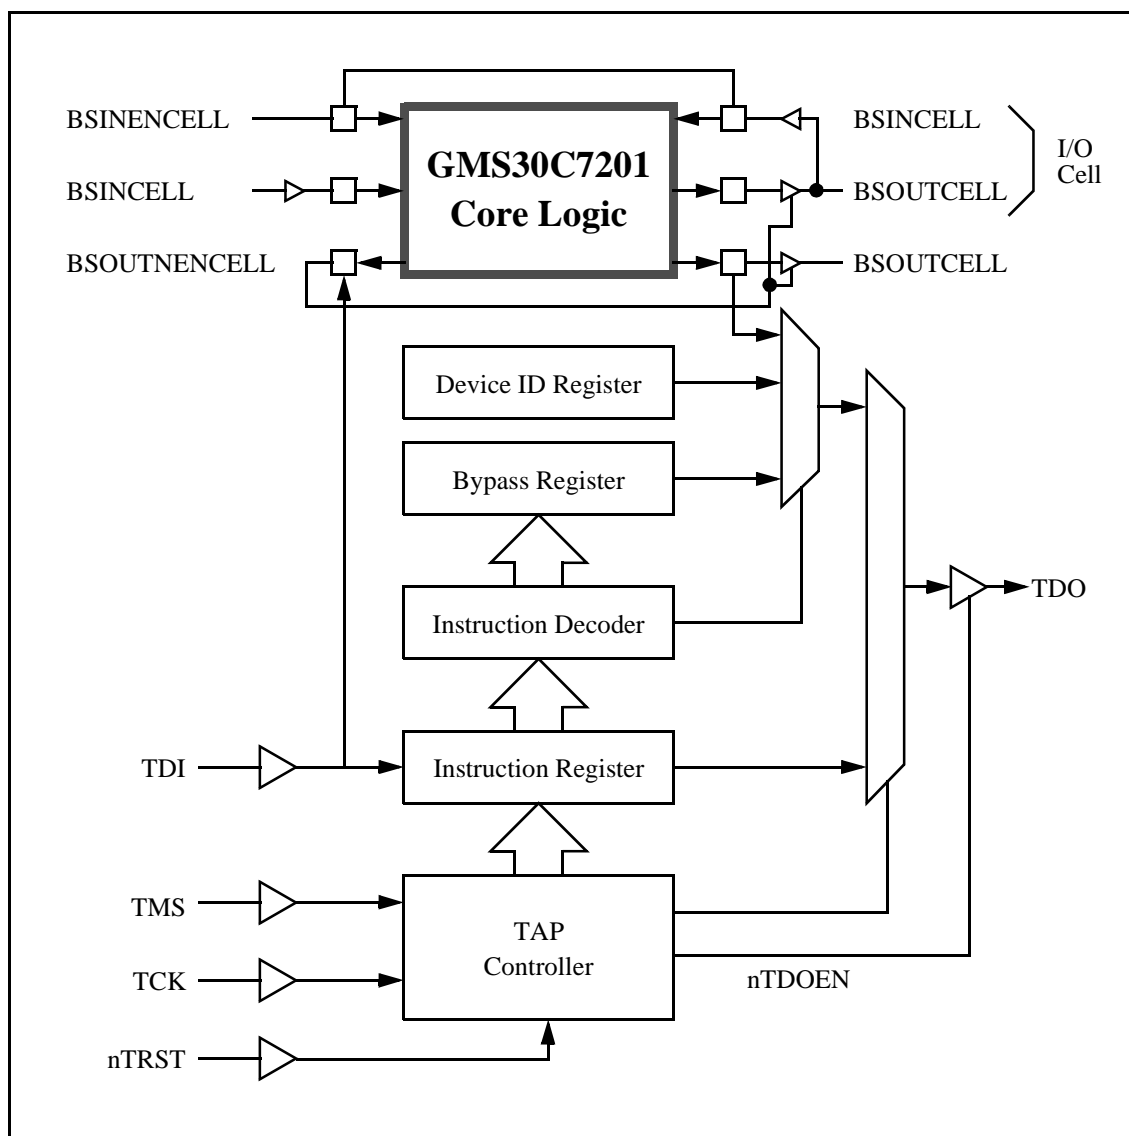 BSINENCELL
GMS30C7201
Core Logic
BSINCELL
I/O
Cell
BSINCELL
BSOUTCELL
BSOUTNENCELL
BSOUTCELL
Device ID Register
Bypass Register
Instruction Decoder
TDO
TDI
Instruction Register
TMS
TAP
Controller
TCK
nTDOEN
nTRST